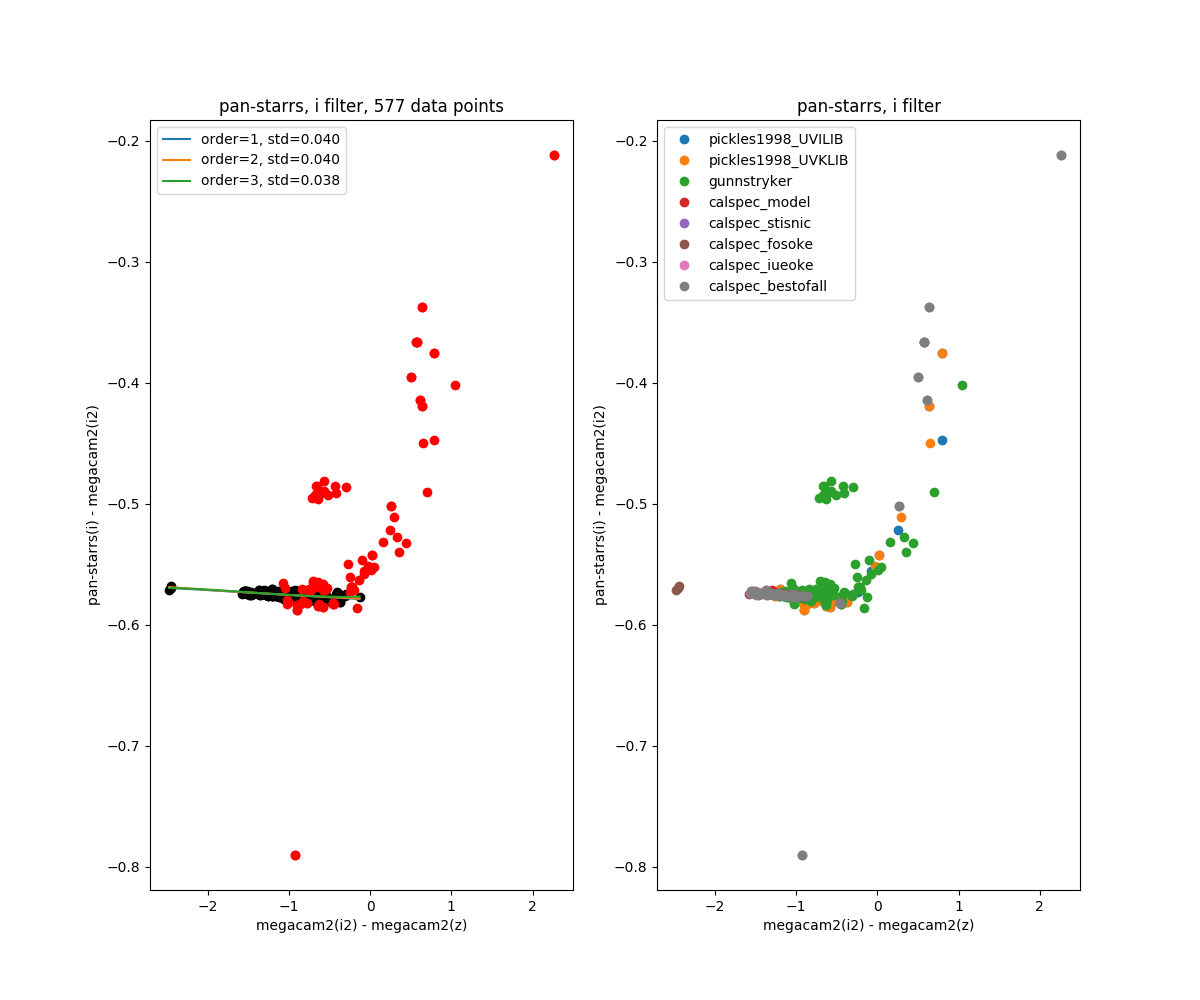 pan-starrs, i filter, 577 data points
order=1, std=0.040
order=2, std=0.040
order=3, std=0.038
−0.2
−0.3
−0.4
−0.5
−0.6
−0.7
−0.8
pan-starrs(i) - megacam2(i2)
−2
−1
0
1
2
megacam2(i2) - megacam2(z)
pan-starrs, i filter
pickles1998_UVILIB
pickles1998_UVKLIB
gunnstryker
calspec_model
calspec_stisnic
calspec_fosoke
calspec_iueoke
calspec_bestofall
−0.2
−0.3
−0.4
−0.5
−0.6
−0.7
−0.8
pan-starrs(i) - megacam2(i2)
−2
−1
0
1
2
megacam2(i2) - megacam2(z)